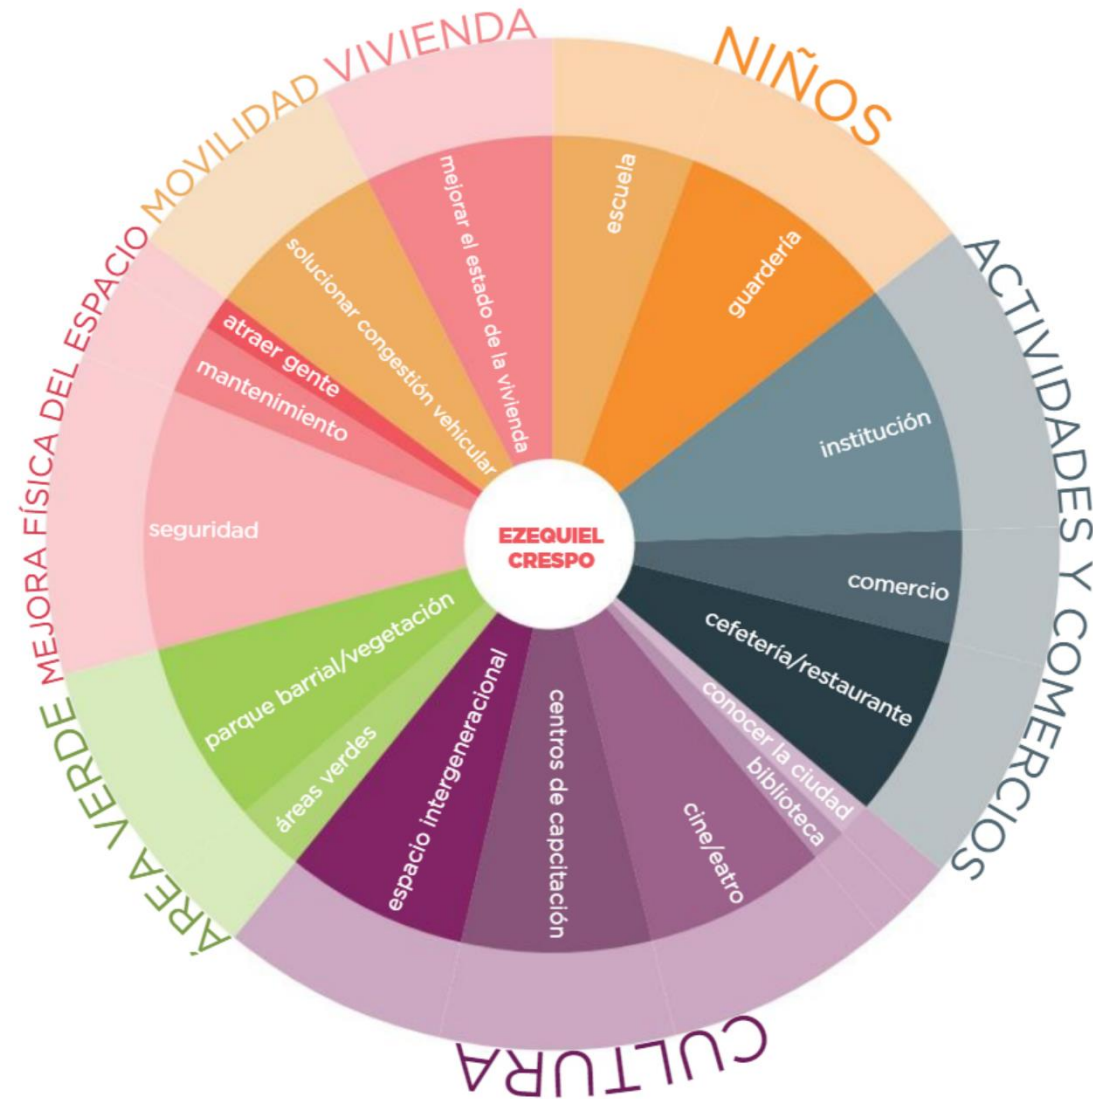 VIVIENDA
NIÑOS
ACTIVIDADES Y COMERCIOS
CULTURA
ÁREA VERDE
MEJORA FÍSICA DEL ESPACIO
MOVILIDAD
mejorar el estado de la vivienda
escuela
guardería
institución
comercio
cefetería/restaurante
conocer la ciudad
biblioteca
cine/eatro
centros de capcitación
espacio intergeneracional
áreas verdes
parque barrial/vegetación
seguridad
mantenimiento
atraer gente
solucionar congestión vehicular
EZEQUIEL
CRESPO